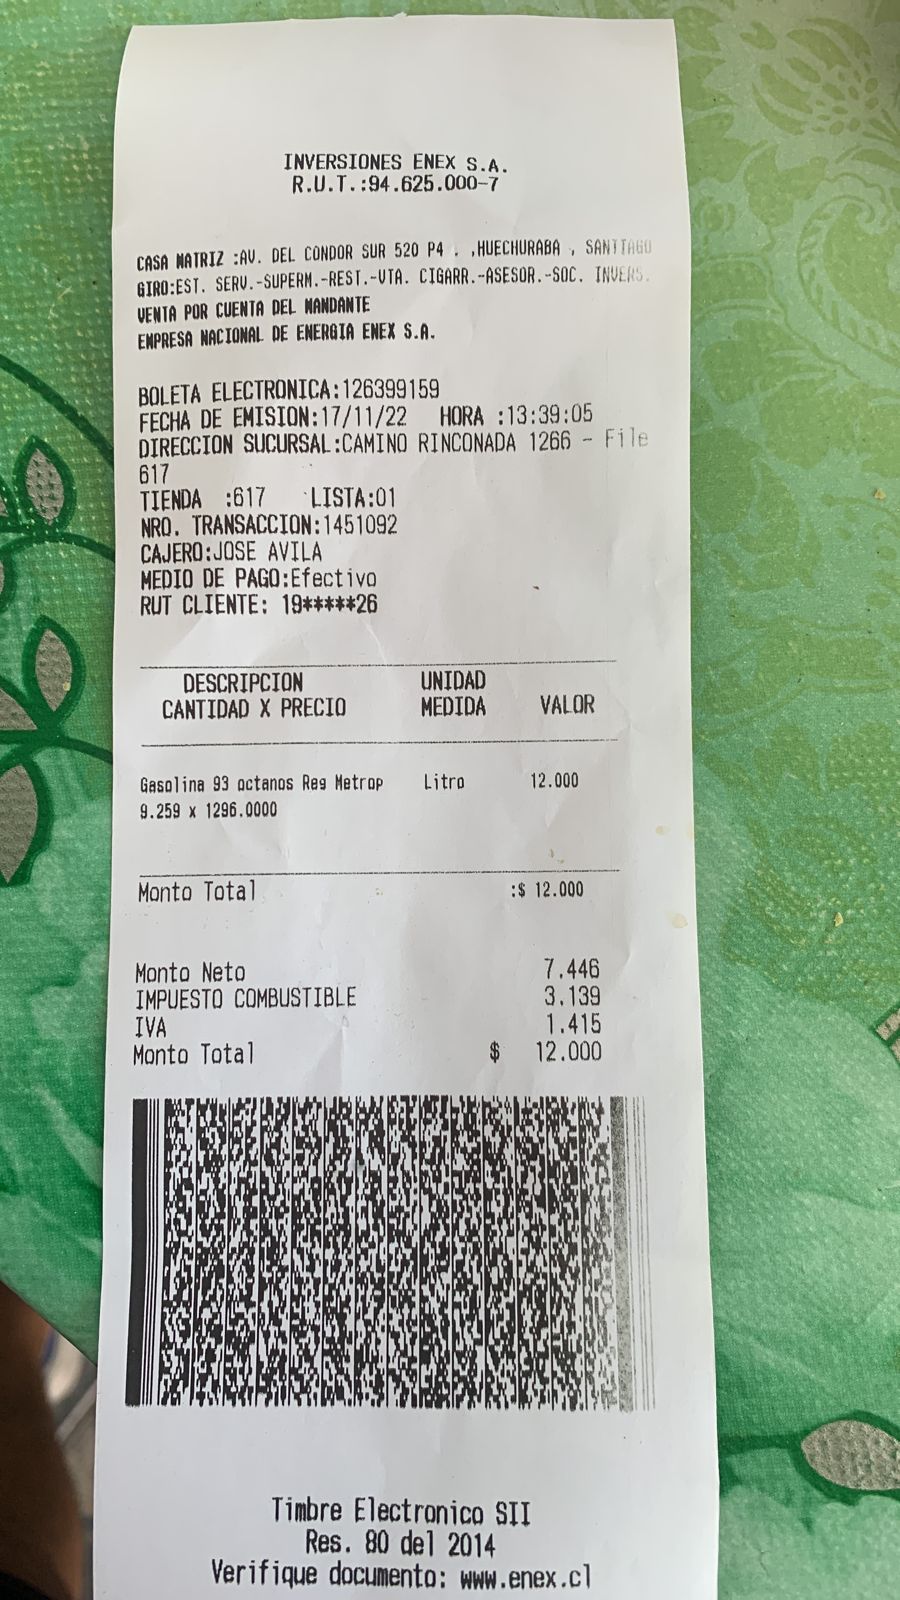 INVERSIONES ENEX S.A.
R.U.T.:94.625.000-7
CASA MATRIZ :AV. DEL CONDOR SUR 520 P4 . ,HUECHURABA , SANTIAGO
GIRO:EST. SERV.-SUPERM.-REST.-VTA. CIGARR.-ASESOR.-SOC. INVERS.
VENTA POR CUENTA DEL MANDANTE
EMPRESA NACIONAL DE ENERGIA ENEX S.A.
BOLETA ELECTRONICA:126399159
FECHA DE EMISION:17/11/22 HORA :13:39:05
DIRECCION SUCURSAL:CAMINO RINCONADA 1266 - File
617
TIENDA :617 LISTA:01
NRO. TRANSACCION:1451092
CAJERO:JOSE AVILA
MEDIO DE PAGO:Efectivo
RUT CLIENTE: 19*****26
DESCRIPCION UNIDAD
CANTIDAD X PRECIO MEDIDA VALOR
Gasolina 93 octanos Reg Metrop Litro 12.000
9.259 x 1296.0000
Monto Total :$ 12.000
Monto Neto 7.446
IMPUESTO COMBUSTIBLE 3.139
IVA 1.415
Monto Total $ 12.000
Timbre Electronico SII
Res. 80 del 2014
Verifique documento: www.enex.cl